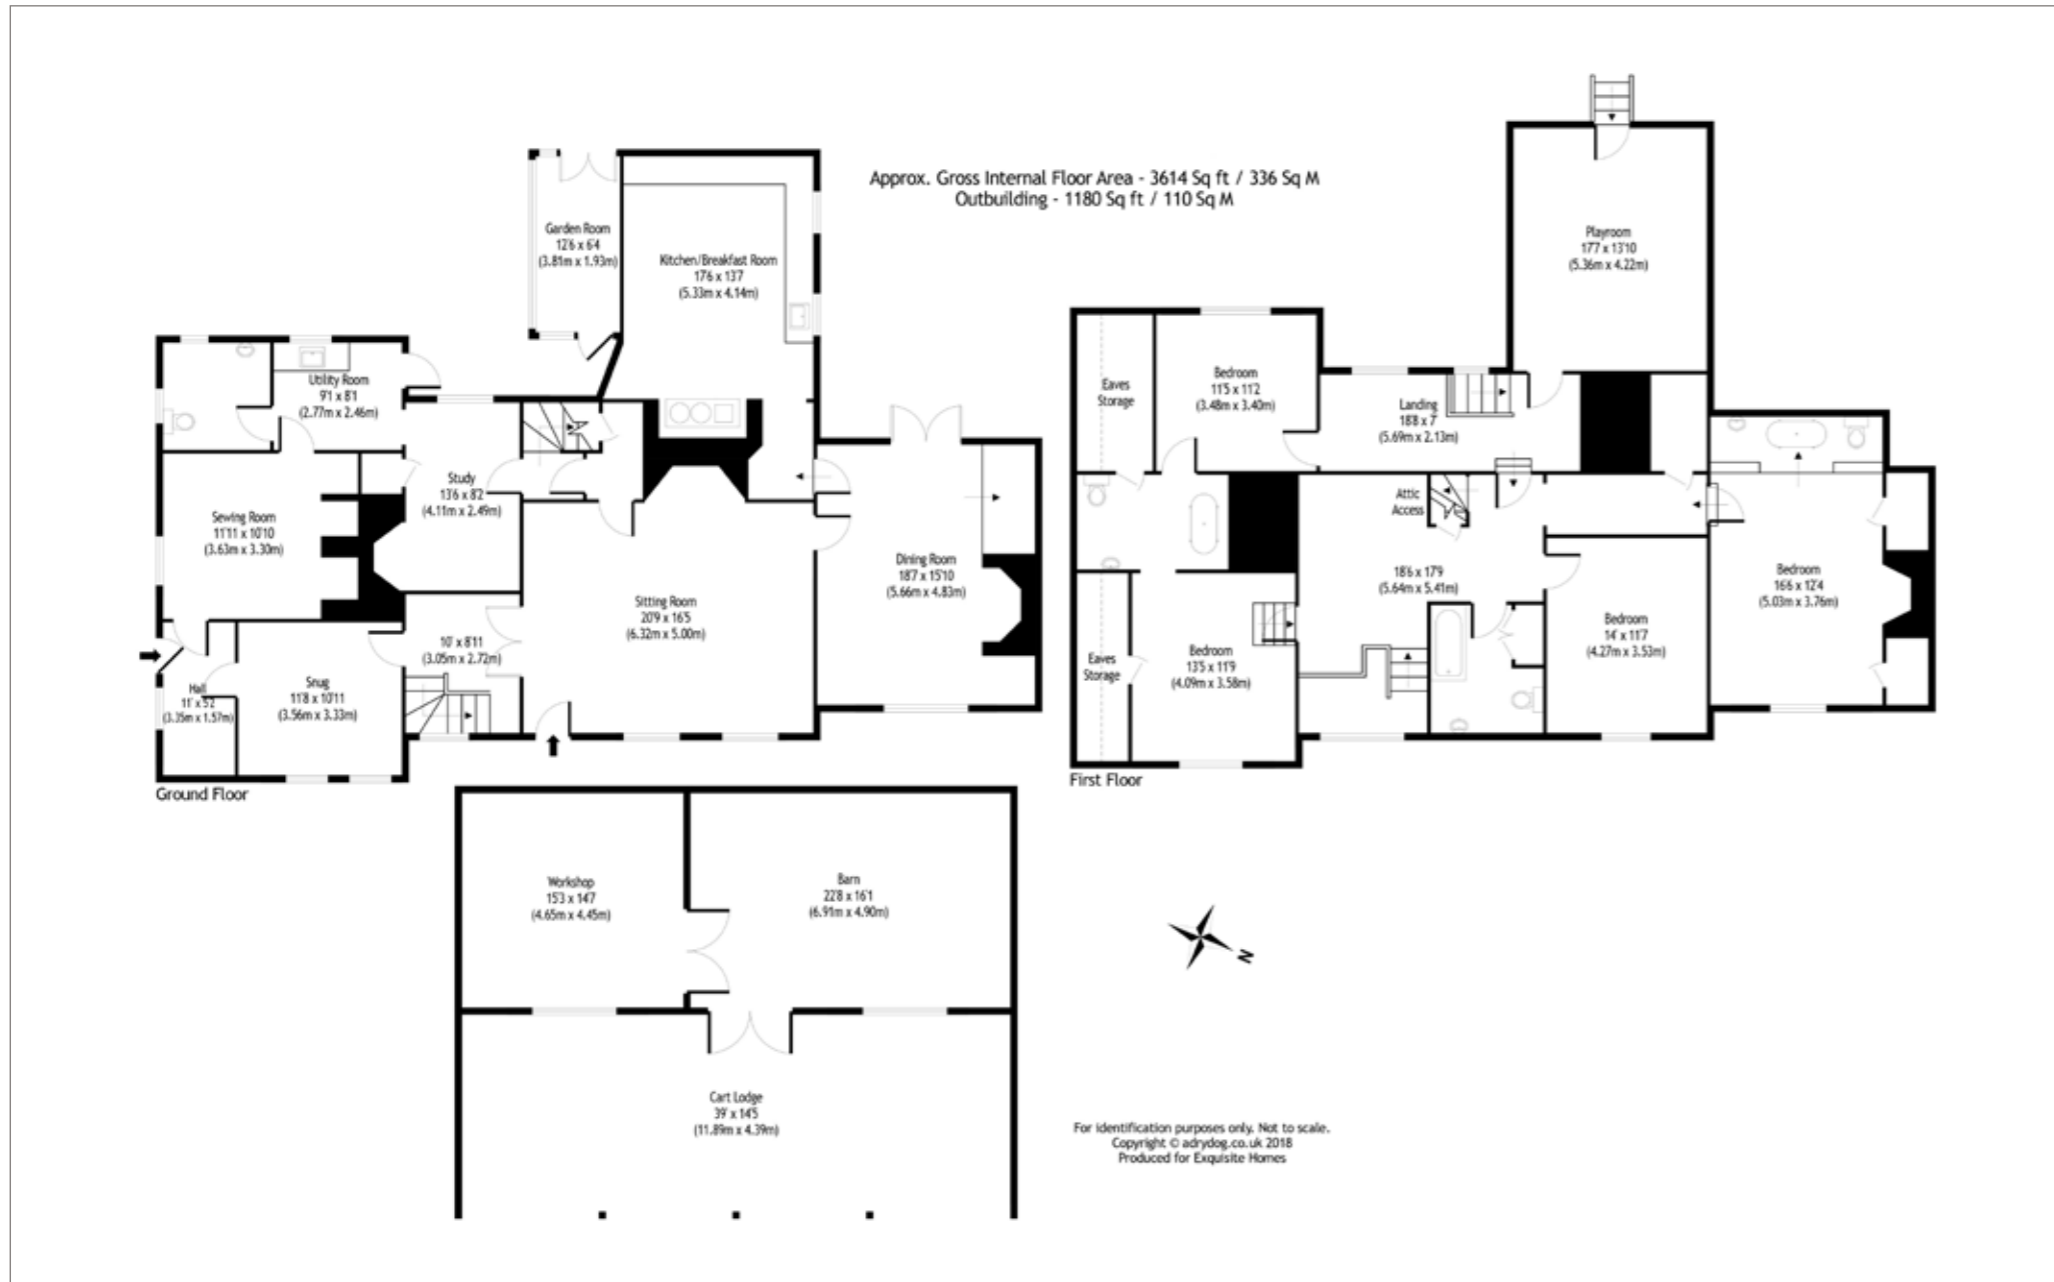 Approx. Gross Internal Floor Area - 3614 Sq ft / 336 Sq M
Outbuilding - 1180 Sq ft / 110 Sq M
Garden Room
12'6 x 6'4
(3.81m x 1.93m)
Kitchen/Breakfast Room
17'6 x 13'7
(5.33m x 4.14m)
Utility Room
9'1 x 8'1
(2.77m x 2.46m)
Study
13'6 x 8'2
(4.11m x 2.49m)
Sewing Room
11'11 x 10'10
(3.63m x 3.30m)
Dining Room
18'7 x 15'10
(5.66m x 4.83m)
Sitting Room
20'9 x 16'5
(6.32m x 5.00m)
10' x 8'11
(3.05m x 2.72m)
Snug
11'8 x 10'11
(3.56m x 3.33m)
Hall
11' x 5'2
(3.35m x 1.57m)
Ground Floor
Playroom
17'7 x 13'10
(5.36m x 4.22m)
Eaves
Storage
Bedroom
11'5 x 11'2
(3.48m x 3.40m)
Landing
18'8 x 7'
(5.69m x 2.13m)
Attic
Access
18'6 x 17'9
(5.64m x 5.41m)
Bedroom
16'6 x 12'4
(5.03m x 3.76m)
Bedroom
14' x 11'7
(4.27m x 3.53m)
Bedroom
13'5 x 11'9
(4.09m x 3.58m)
Eaves
Storage
First Floor
Workshop
15'3 x 14'7
(4.65m x 4.45m)
Barn
22'8 x 16'1
(6.91m x 4.90m)
Cart Lodge
39' x 14'5
(11.89m x 4.39m)
N
For identification purposes only. Not to scale.
Copyright © adrydog.co.uk 2018
Produced for Exquisite Homes